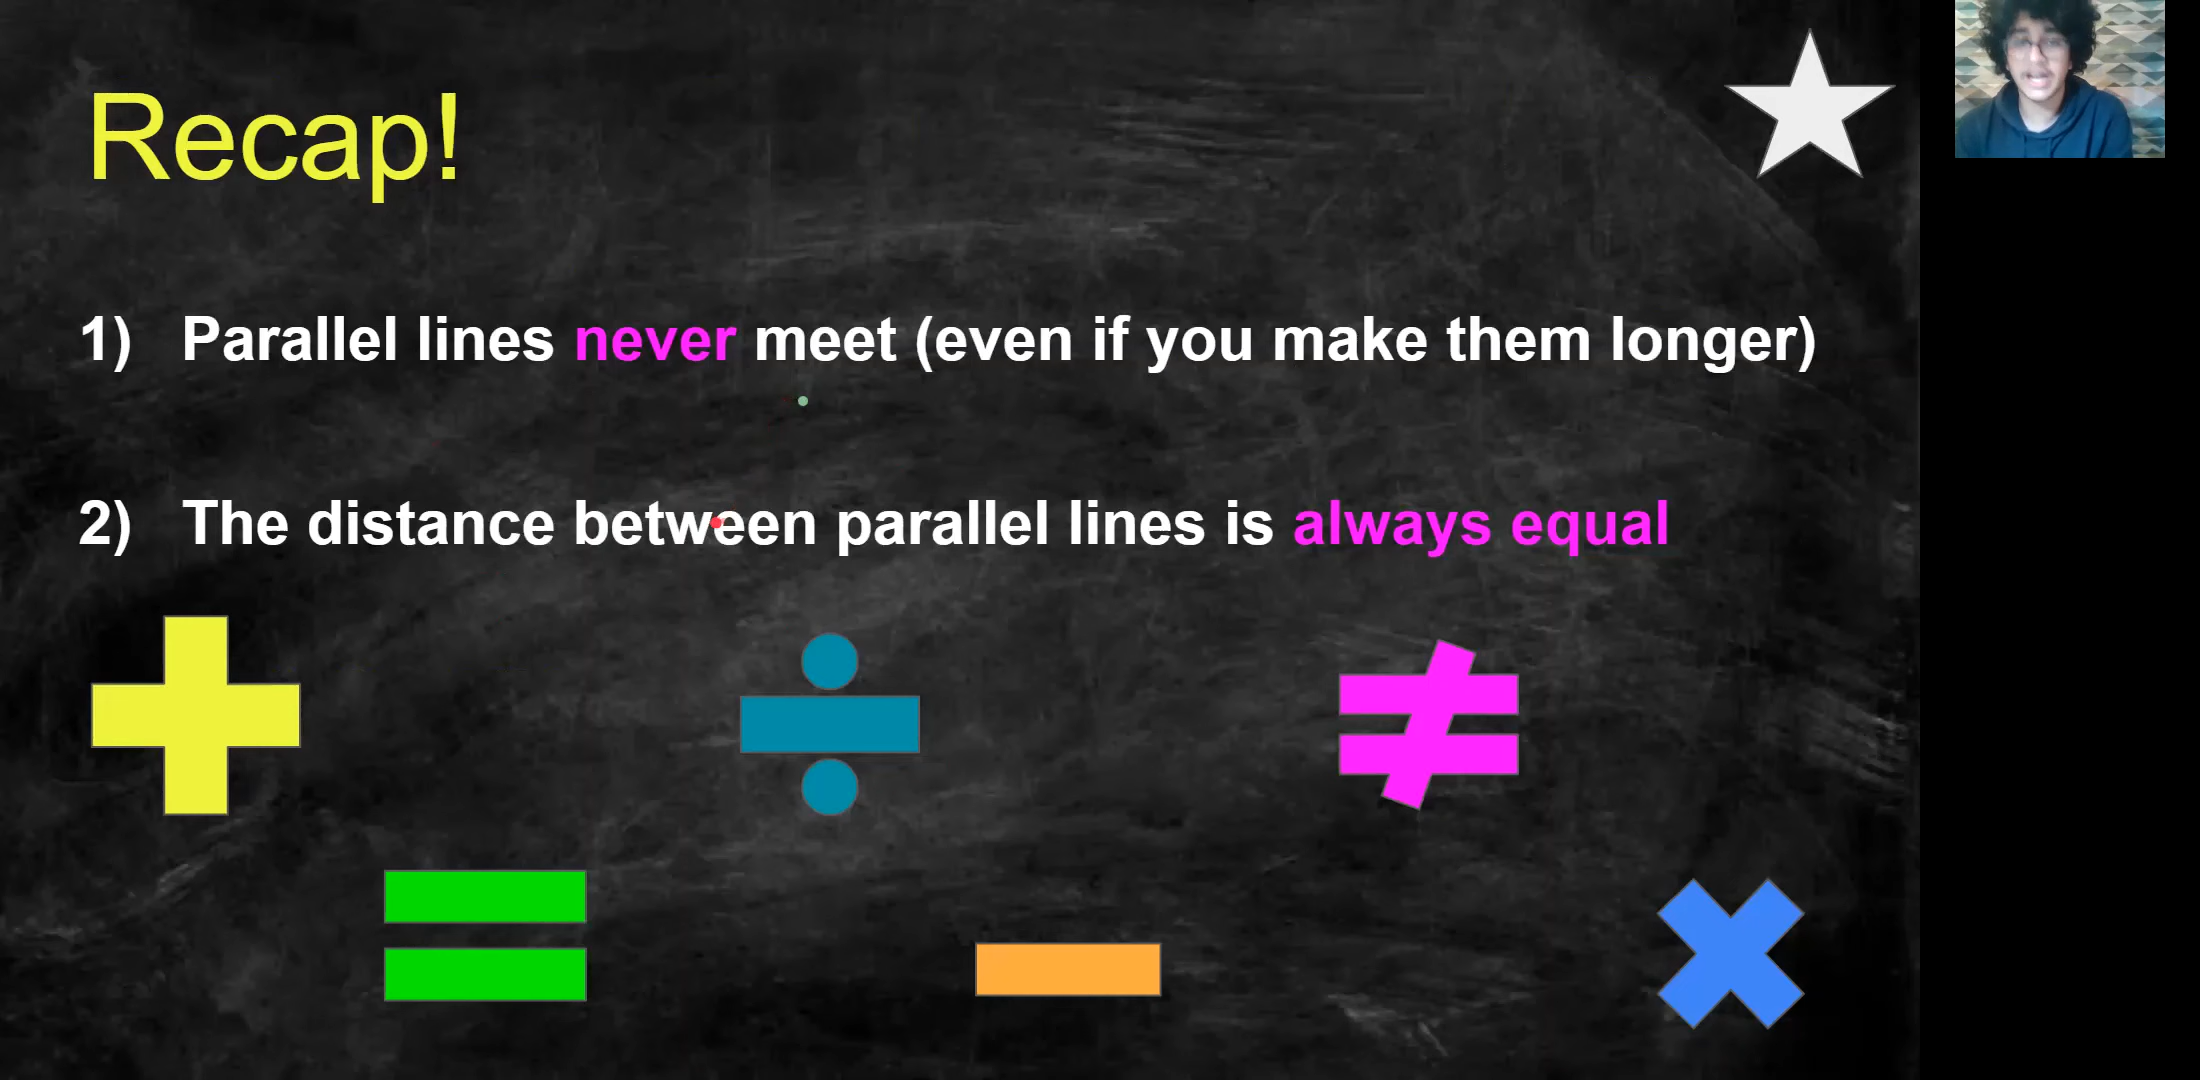 Recap!
1) Parallel lines never meet (even if you make them longer)
2) The distance between parallel lines is always equal